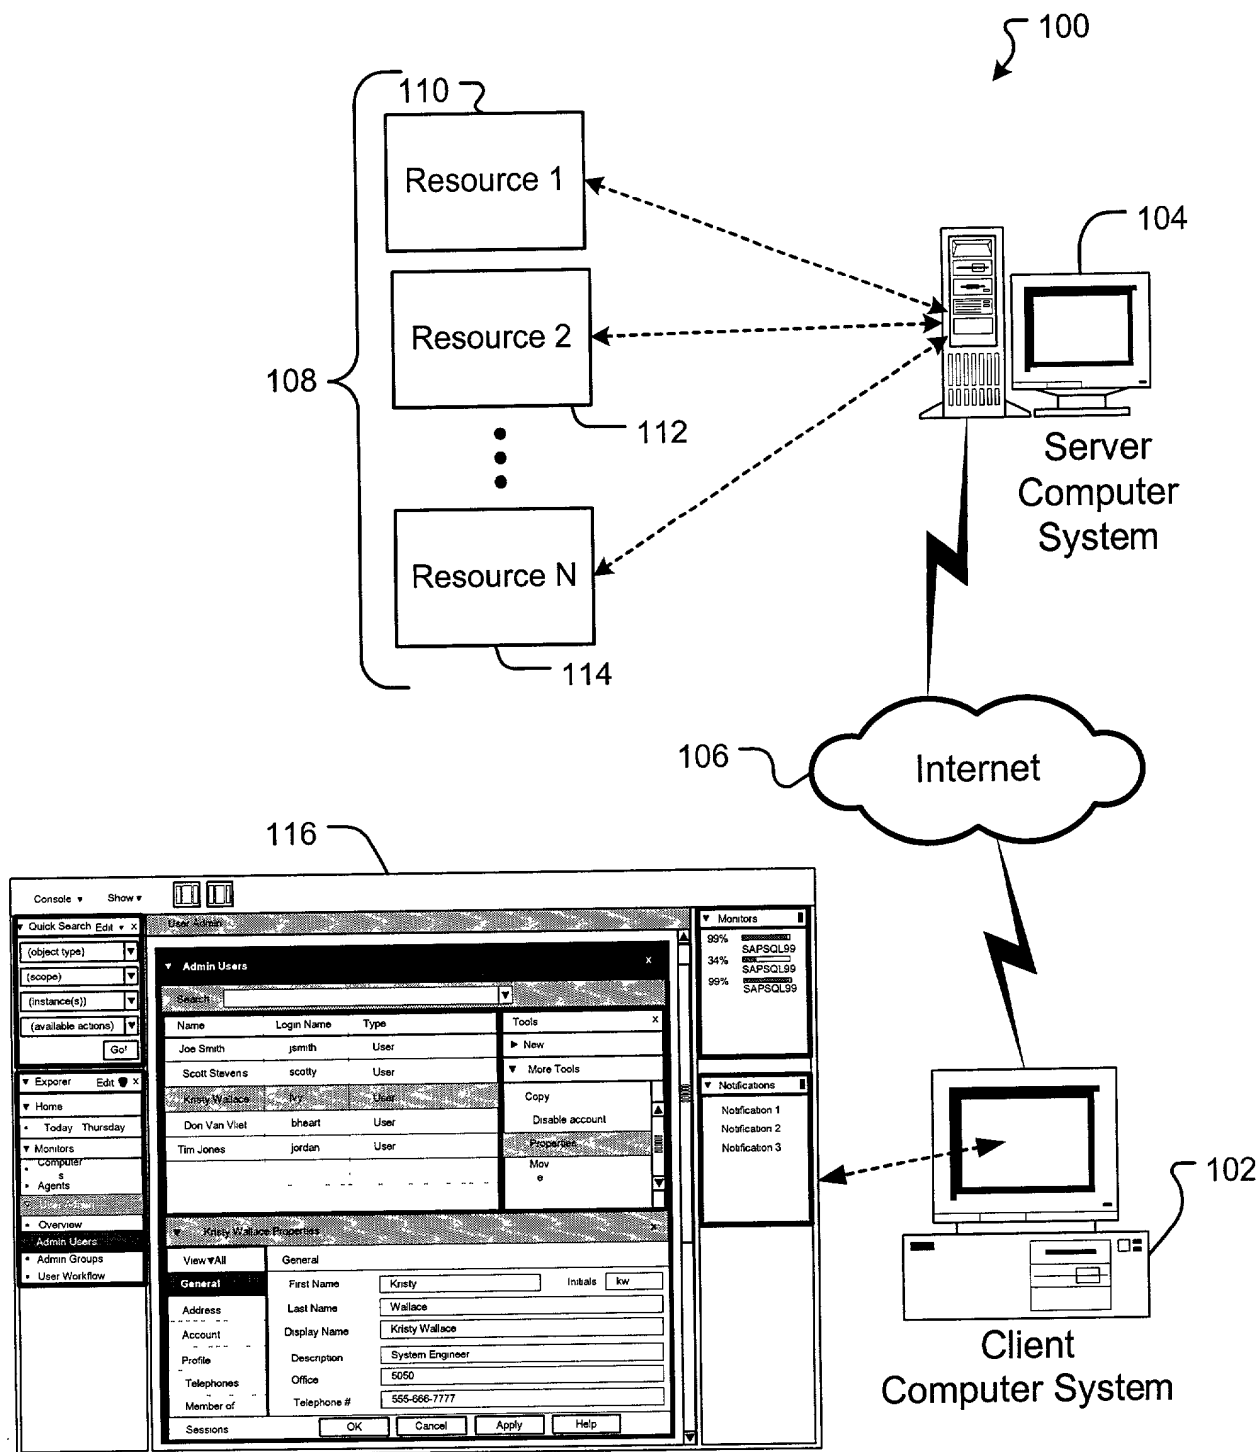 100
110
Resource 1
104
Resource 2
108
112
Server
Computer
System
Resource N
114
106
Internet
116
Console ▼ Show ▼
Quick Search Edit ▼ x
(object type)
(scope)
(instance(s))
(available actions)
Go!
Exporer Edit x
Home
Today Thursday
Monitors
Computer
s
Agents
Overview
Admin Users
Admin Groups
User Workflow
User Admin
Admin Users x
Search
Name Login Name Type
Joe Smith jsmith User
Scott Stevens scotty User
Kristy Wallace ivy User
Don Van Vliet bheart User
Tim Jones jordan User
Tools x
New
More Tools
Copy
Disable account
Properties
Mov
e
Kristy Wallace Properties x
View▼All
General
Address
Account
Profile
Telephones
Member of
Sessions
General
First Name Kristy Initials kw
Last Name Wallace
Display Name Kristy Wallace
Description System Engineer
Office 5050
Telephone # 555-666-7777
OK Cancel Apply Help
Monitors
99% SAPSQL99
34% SAPSQL99
99% SAPSQL99
Notifications
Notification 1
Notification 2
Notification 3
102
Client
Computer System